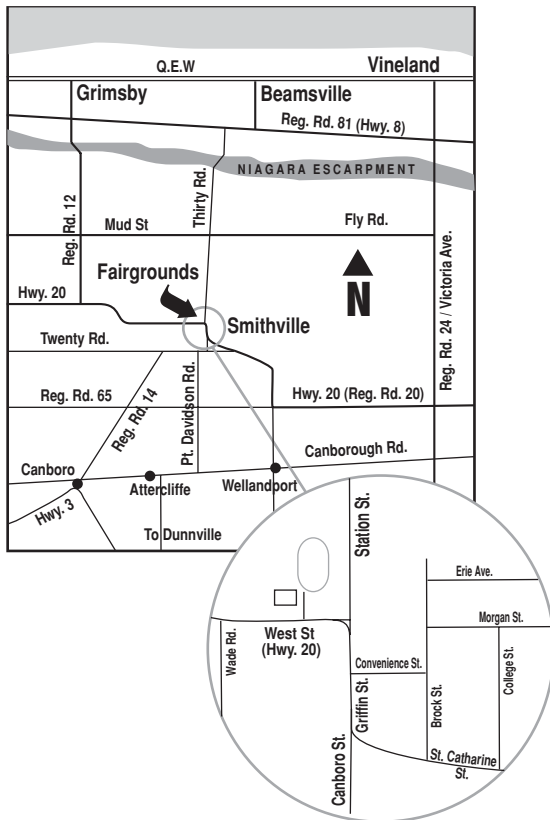 Q.E.W
Vineland
Grimsby
Beamsville
Reg. Rd. 81 (Hwy. 8)
NIAGARA ESCARPMENT
Reg. Rd. 12
Thirty Rd.
Mud St
Fly Rd.
Reg. Rd. 24 / Victoria Ave.
Fairgrounds
N
Hwy. 20
Smithville
Twenty Rd.
Reg. Rd. 65
Reg. Rd. 14
Pt. Davidson Rd.
Hwy. 20 (Reg. Rd. 20)
Canboro
Canborough Rd.
Attercliffe
Wellandport
Hwy. 3
To Dunnville
Station St.
Erie Ave.
Morgan St.
Wade Rd.
West St
(Hwy. 20)
Convenience St.
College St.
Griffin St.
Brock St.
Canboro St.
St. Catharine
St.